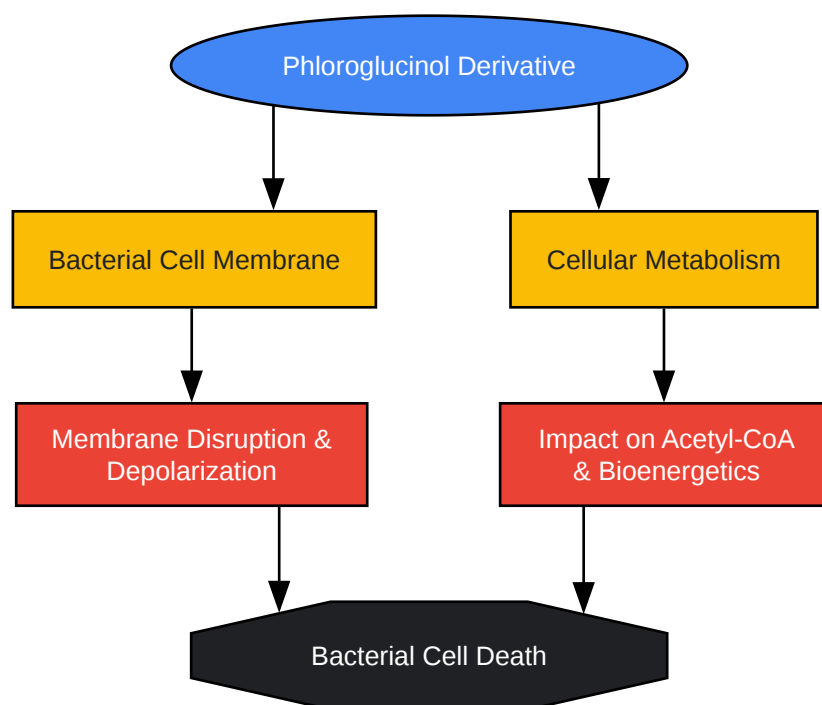 Phloroglucinol Derivative
Bacterial Cell Membrane
Cellular Metabolism
Membrane Disruption &
Depolarization
Impact on Acetyl-CoA
& Bioenergetics
Bacterial Cell Death